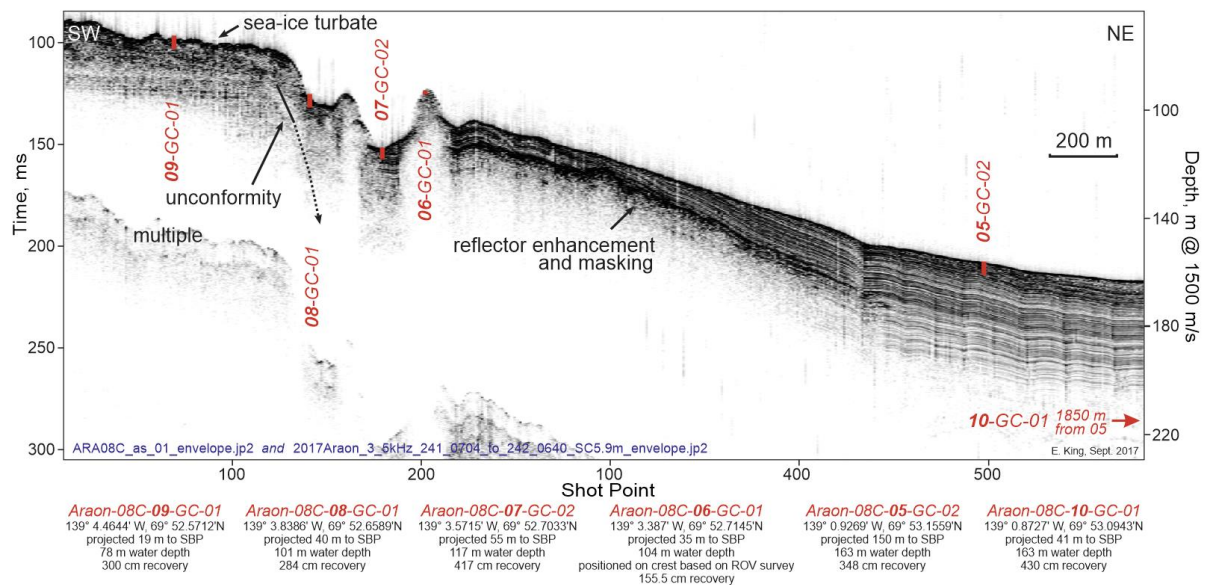 SW
sea-ice turbate
NE
Time, ms
100
150
200
250
300
09-GC-01
unconformity
multiple
08-GC-01
07-GC-02
06-GC-01
reflector enhancement
and masking
200 m
05-GC-02
10-GC-01 1850 m
from 05
100
140
180
220
Depth, m @ 1500 m/s
ARA08C_as_01_envelope.jp2 and 2017Araon_3_5kHz_241_0704_to_242_0640_SC5.9m_envelope.jp2
E. King, Sept. 2017
100
200
100
400
500
Shot Point
Araon-08C-09-GC-01
139° 4.4644' W, 69° 52.5712'N
projected 19 m to SBP
78 m water depth
300 cm recovery
Araon-08C-08-GC-01
139° 3.8386' W, 69° 52.6589'N
projected 40 m to SBP
101 m water depth
284 cm recovery
Araon-08C-07-GC-02
139° 3.5715' W, 69° 52.7033'N
projected 55 m to SBP
117 m water depth
417 cm recovery
Araon-08C-06-GC-01
139° 3.387' W, 69° 52.7145'N
projected 35 m to SBP
104 m water depth
positioned on crest based on ROV survey
155.5 cm recovery
Araon-08C-05-GC-02
139° 0.9269' W, 69° 53.1559'N
projected 150 m to SBP
163 m water depth
348 cm recovery
Araon-08C-10-GC-01
139° 0.8727' W, 69° 53.0943'N
projected 41 m to SBP
163 m water depth
430 cm recovery